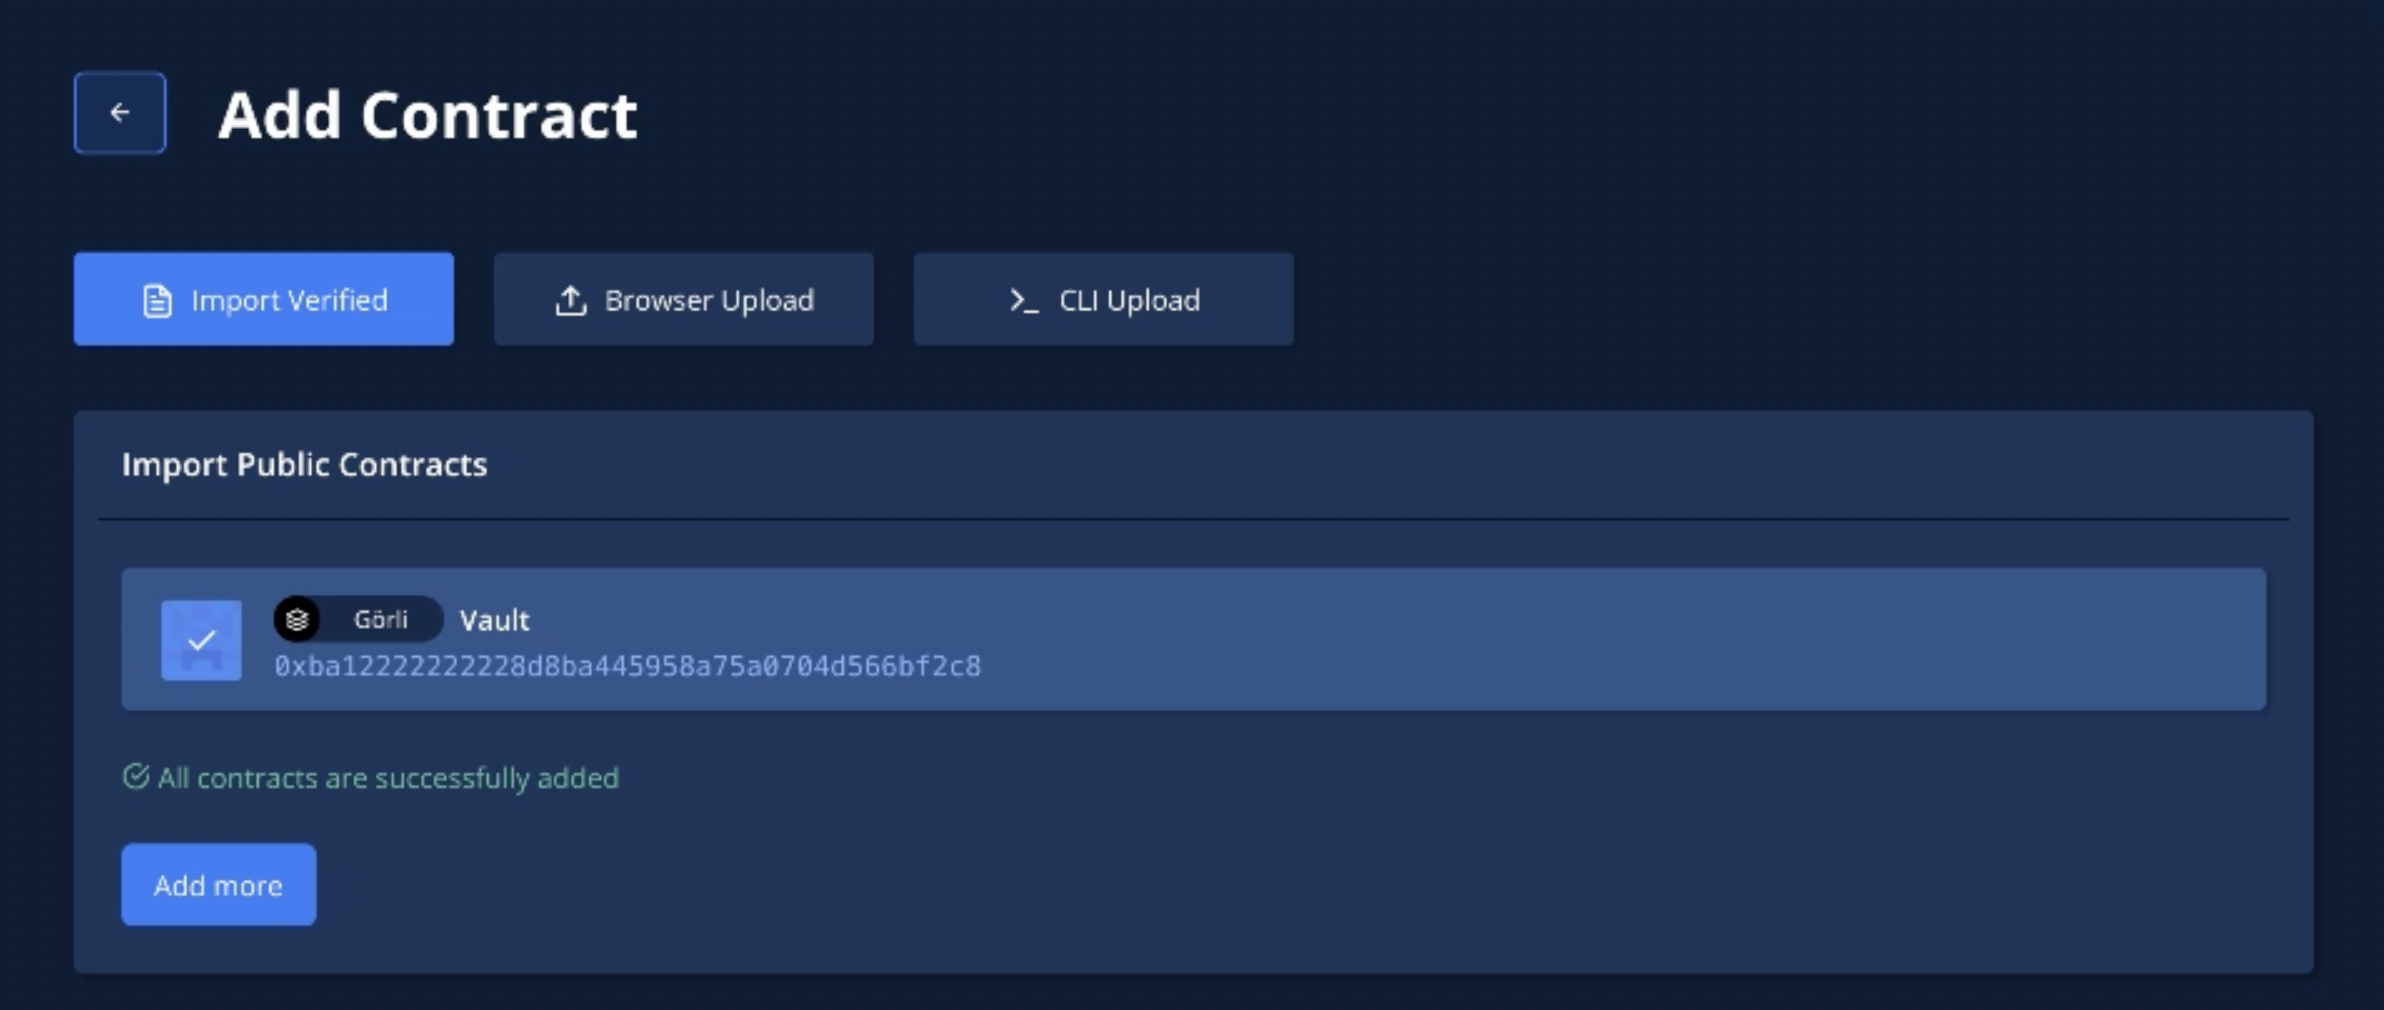 Add Contract
Import Verified
Browser Upload
CLI Upload
Import Public Contracts
Görli
Vault
0xba12222222228d8ba445958a75a0704d566bf2c8
All contracts are successfully added
Add more